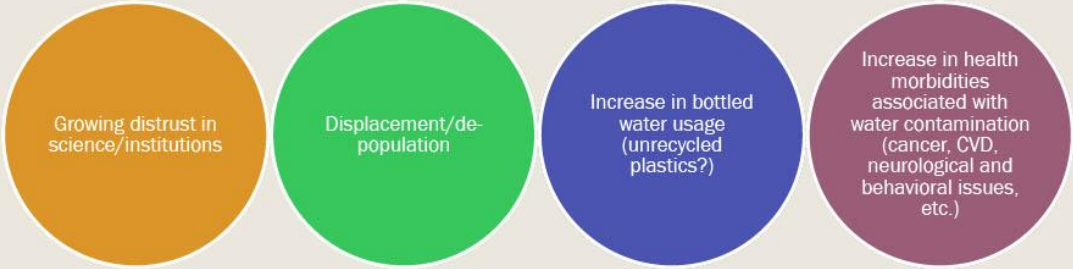 Growing distrust in
science/institutions
Displacement/de-
population
Increase in bottled
water usage
(unrecycled
plastics?)
Increase in health
morbidities
associated with
water contamination
(cancer, CVD,
neurological and
behavioral issues,
etc.)